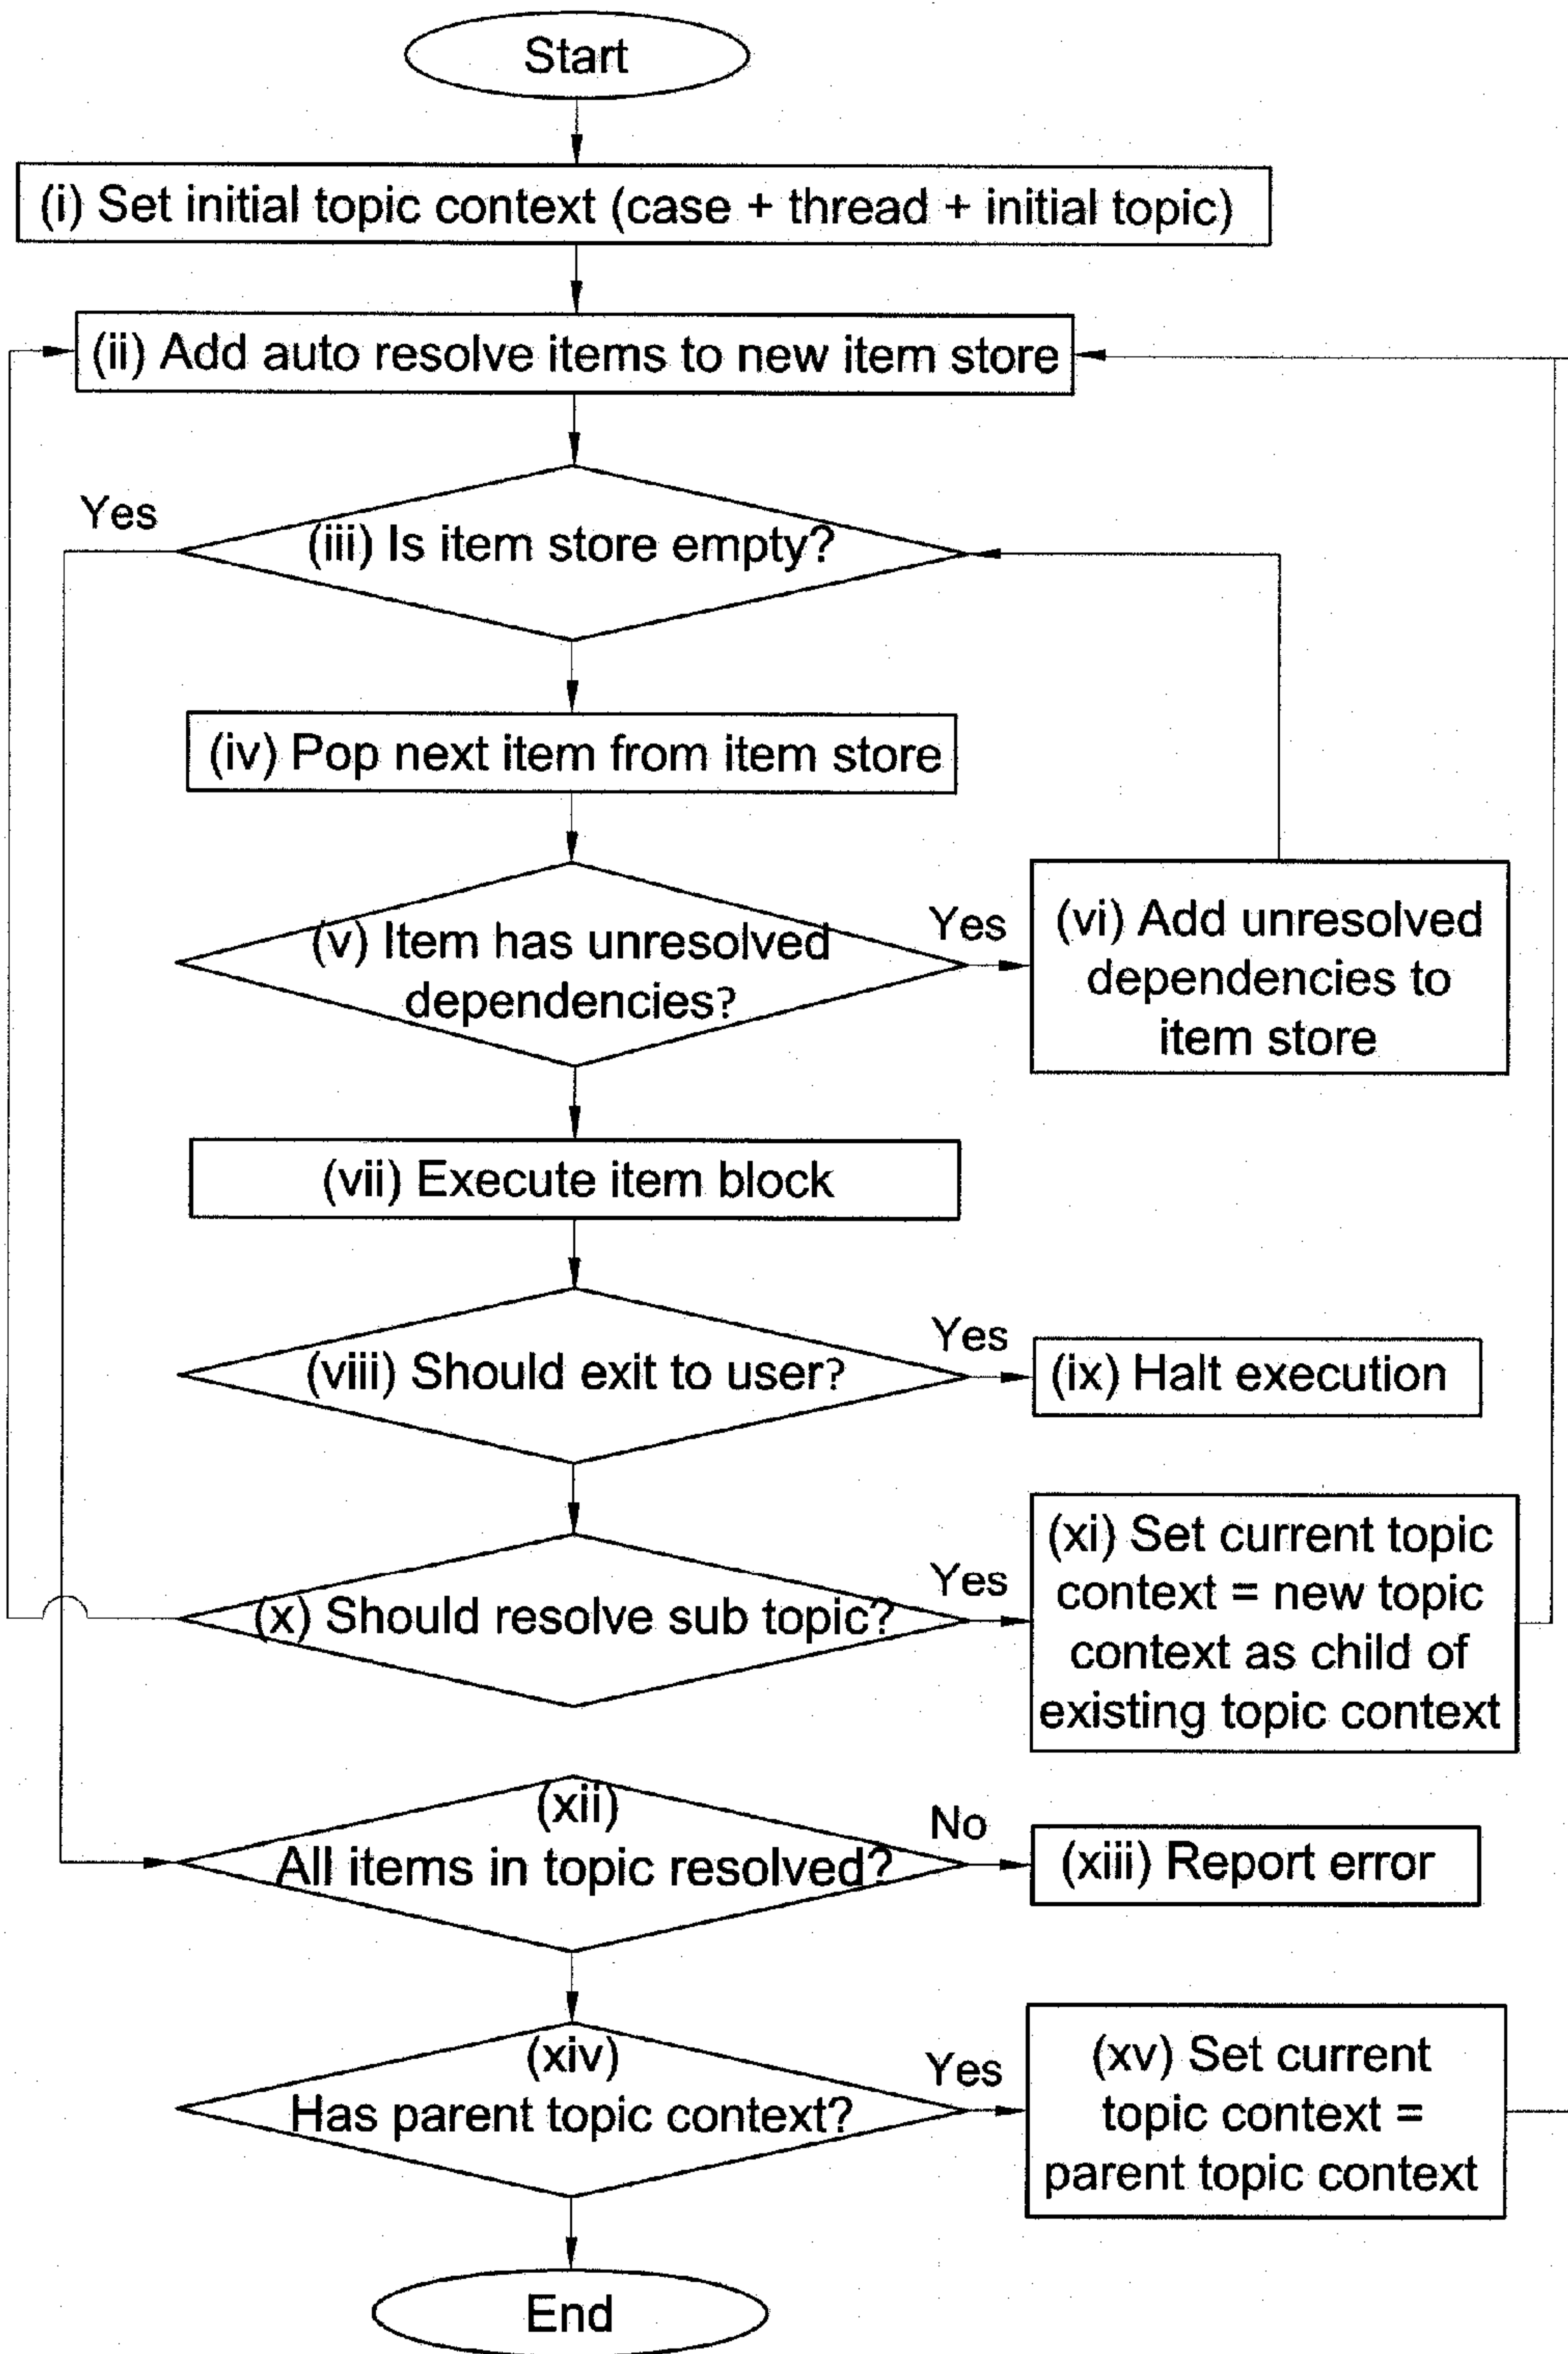 Start
(i) Set initial topic context (case + thread + initial topic)
(ii) Add auto resolve items to new item store
Yes
(iii) Is item store empty?
(iv) Pop next item from item store
(v) Item has unresolved
dependencies?
Yes
(vi) Add unresolved
dependencies to
item store
(vii) Execute item block
(viii) Should exit to user?
Yes
(ix) Halt execution
(x) Should resolve sub topic?
Yes
(xi) Set current topic
context = new topic
context as child of
existing topic context
(xii)
All items in topic resolved?
No
(xiii) Report error
(xiv)
Has parent topic context?
Yes
(xv) Set current
topic context =
parent topic context
End